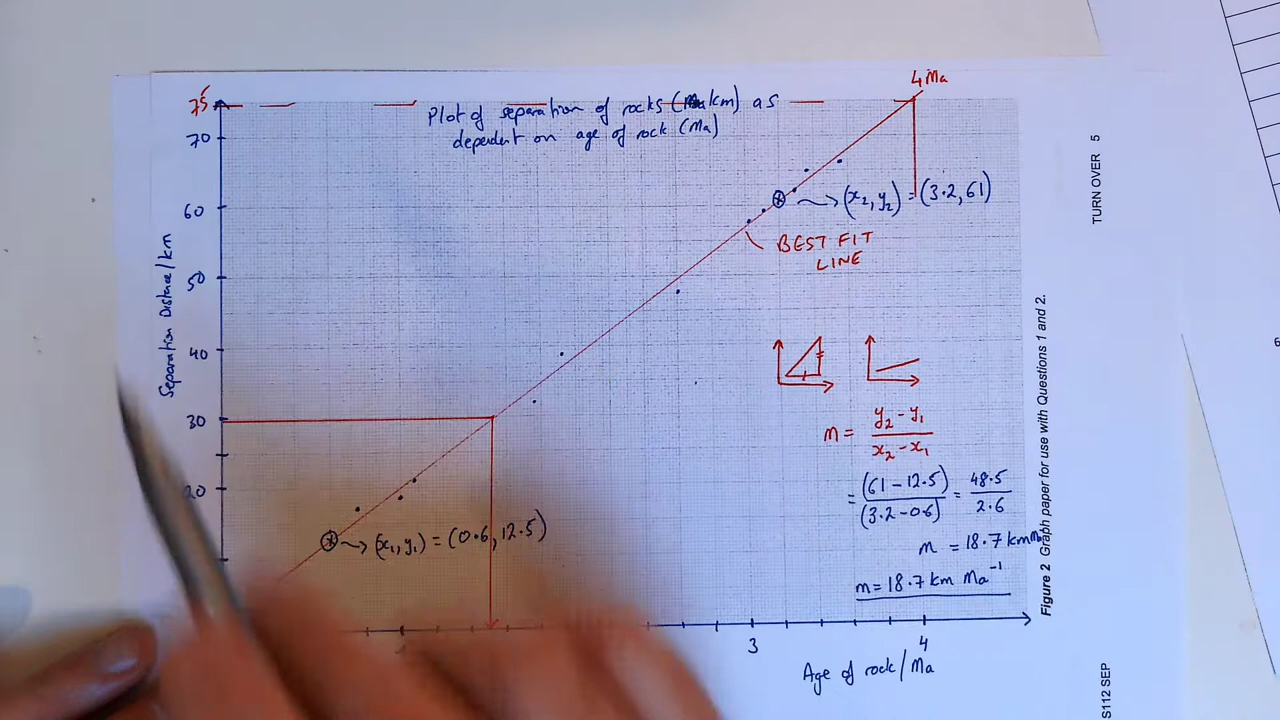 4 Ma
75
Plot of separation of rocks (km) as
dependent on age of rock (Ma)
70
60
50
40
30
20
Separation Distance/km
(x₂, y₂) = (3.2, 61)
BEST FIT
LINE
m = y₂ - y₁ / x₂ - x₁
= (61 - 12.5) / (3.2 - 0.6) = 48.5 / 2.6
m = 18.7 km
m = 18.7 km Ma⁻¹
(x₁, y₁) = (0.6, 12.5)
3
4
Age of rock/Ma
Figure 2 Graph paper for use with Questions 1 and 2.
TURN OVER 5
S112 SEP
6